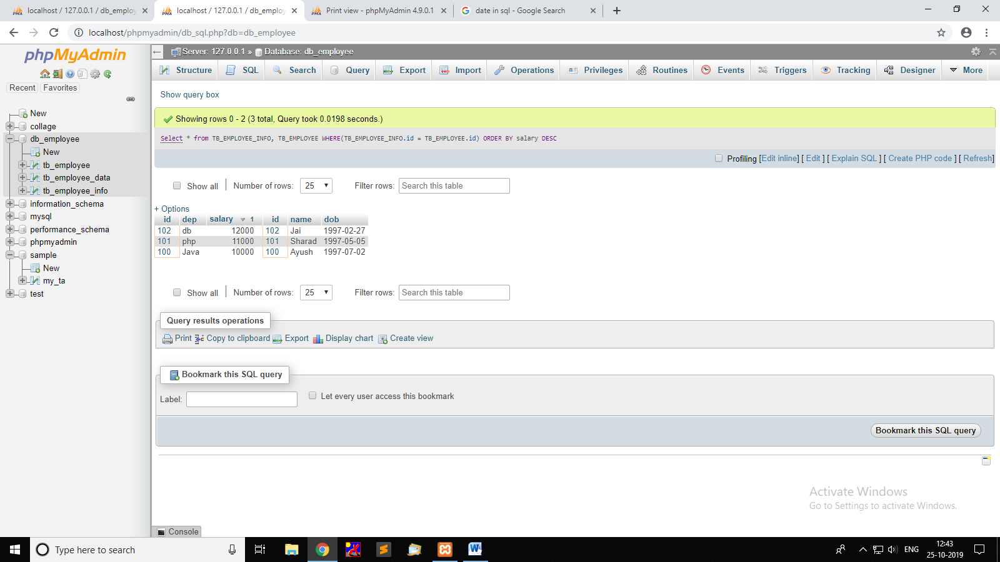 localhost / 127.0.0.1 / db_employ
localhost / 127.0.0.1 / db_employ
Print view - phpMyAdmin 4.9.0.1
date in sql - Google Search
localhost/phpmyadmin/db_sql.php?db=db_employee
phpMyAdmin
Recent Favorites
New
collage
db_employee
New
tb_employee
tb_employee_data
tb_employee_info
information_schema
mysql
performance_schema
phpmyadmin
sample
New
my_ta
test
Server: 127.0.0.1 » Database: db_employee
Structure SQL Search Query Export Import Operations Privileges Routines Events Triggers Tracking Designer More
Show query box
Showing rows 0 - 2 (3 total, Query took 0.0198 seconds.)
Select * from TB_EMPLOYEE_INFO, TB_EMPLOYEE WHERE(TB_EMPLOYEE_INFO.id = TB_EMPLOYEE.id) ORDER BY salary DESC
Profiling [Edit inline] [ Edit ] [ Explain SQL ] [ Create PHP code ] [ Refresh]
Show all | Number of rows: 25 Filter rows: Search this table
+ Options
id dep salary 1 id name dob
102 db 12000 102 Jai 1997-02-27
101 php 11000 101 Sharad 1997-05-05
100 Java 10000 100 Ayush 1997-07-02
Show all | Number of rows: 25 Filter rows: Search this table
Query results operations
Print Copy to clipboard Export Display chart Create view
Bookmark this SQL query
Label: Let every user access this bookmark
Bookmark this SQL query
Activate Windows
Go to Settings to activate Windows.
Console
Type here to search
ENG
12:43
25-10-2019